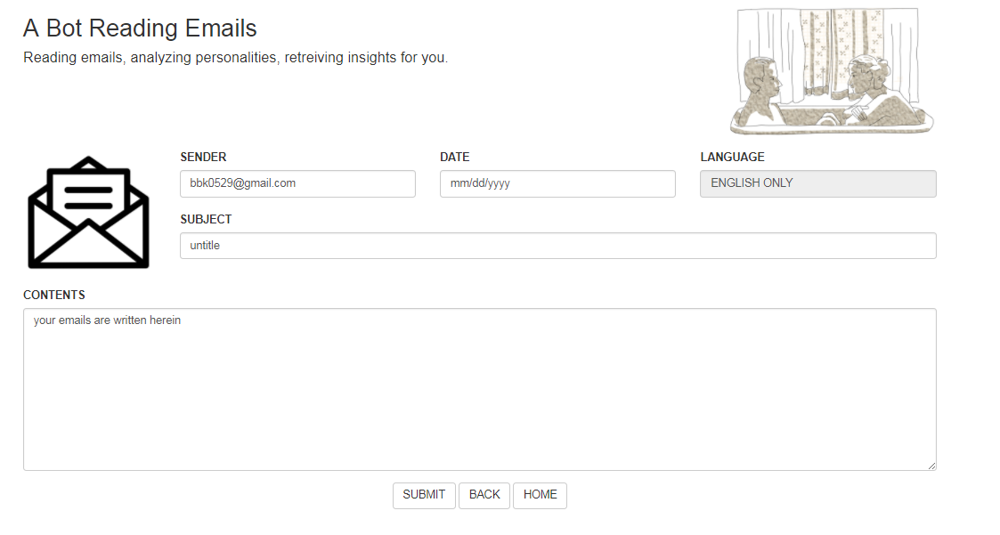 A Bot Reading Emails
Reading emails, analyzing personalities, retreiving insights for you.
SENDER
DATE
LANGUAGE
bbk0529@gmail.com
mm/dd/yyyy
ENGLISH ONLY
SUBJECT
untitle
CONTENTS
your emails are written herein
SUBMIT
BACK
HOME